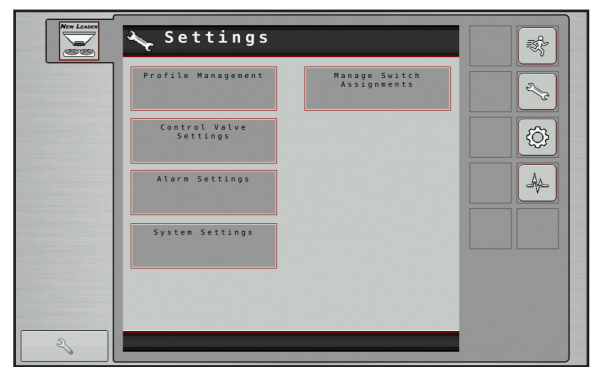 NEW LEADER
Settings
Profile Management
Manage Switch
Assignments
Control Valve
Settings
Alarm Settings
System Settings